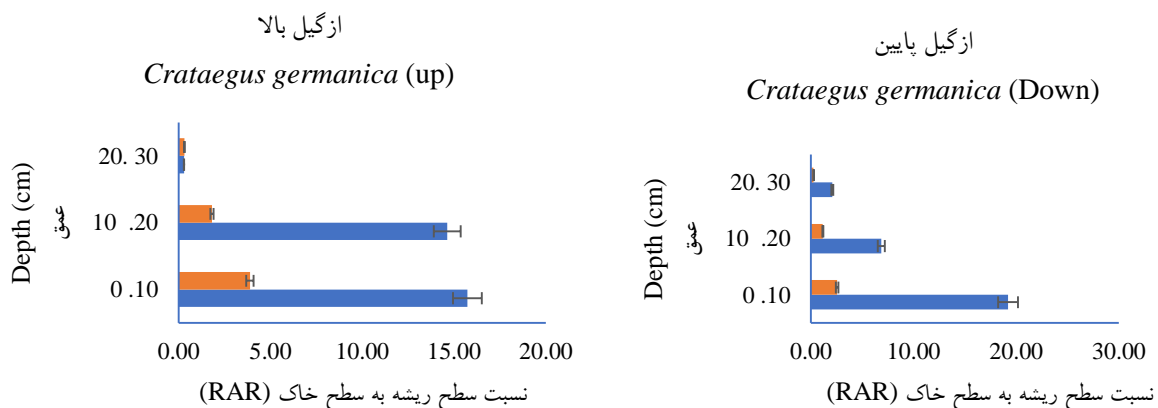 ازگیل بالا
Crataegus germanica (up)
Depth (cm)
عمق
20. 30
10 .20
0 .10
0.00 5.00 10.00 15.00 20.00
نسبت سطح ریشه به سطح خاک (RAR)
ازگیل پایین
Crataegus germanica (Down)
Depth (cm)
عمق
20. 30
10 .20
0 .10
0.00 10.00 20.00 30.00
نسبت سطح ریشه به سطح خاک (RAR)